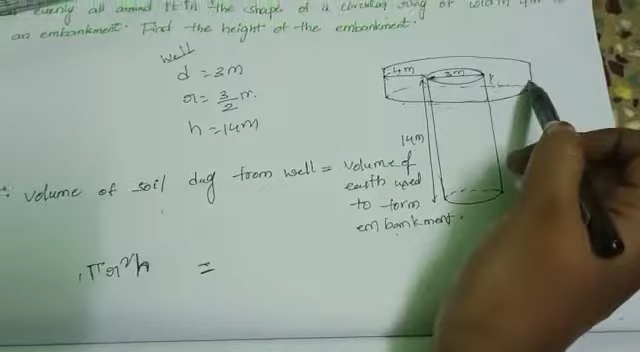 evenly all around it in the shape of a circular ring of width 4m to
an embankment. Find the height of the embankment.
Well
d = 3m
r = 3/2 m.
h = 14m
4m
3m
14m
∴ volume of soil dug from well = volume of
earth used
to form
embankment.
πr²h =